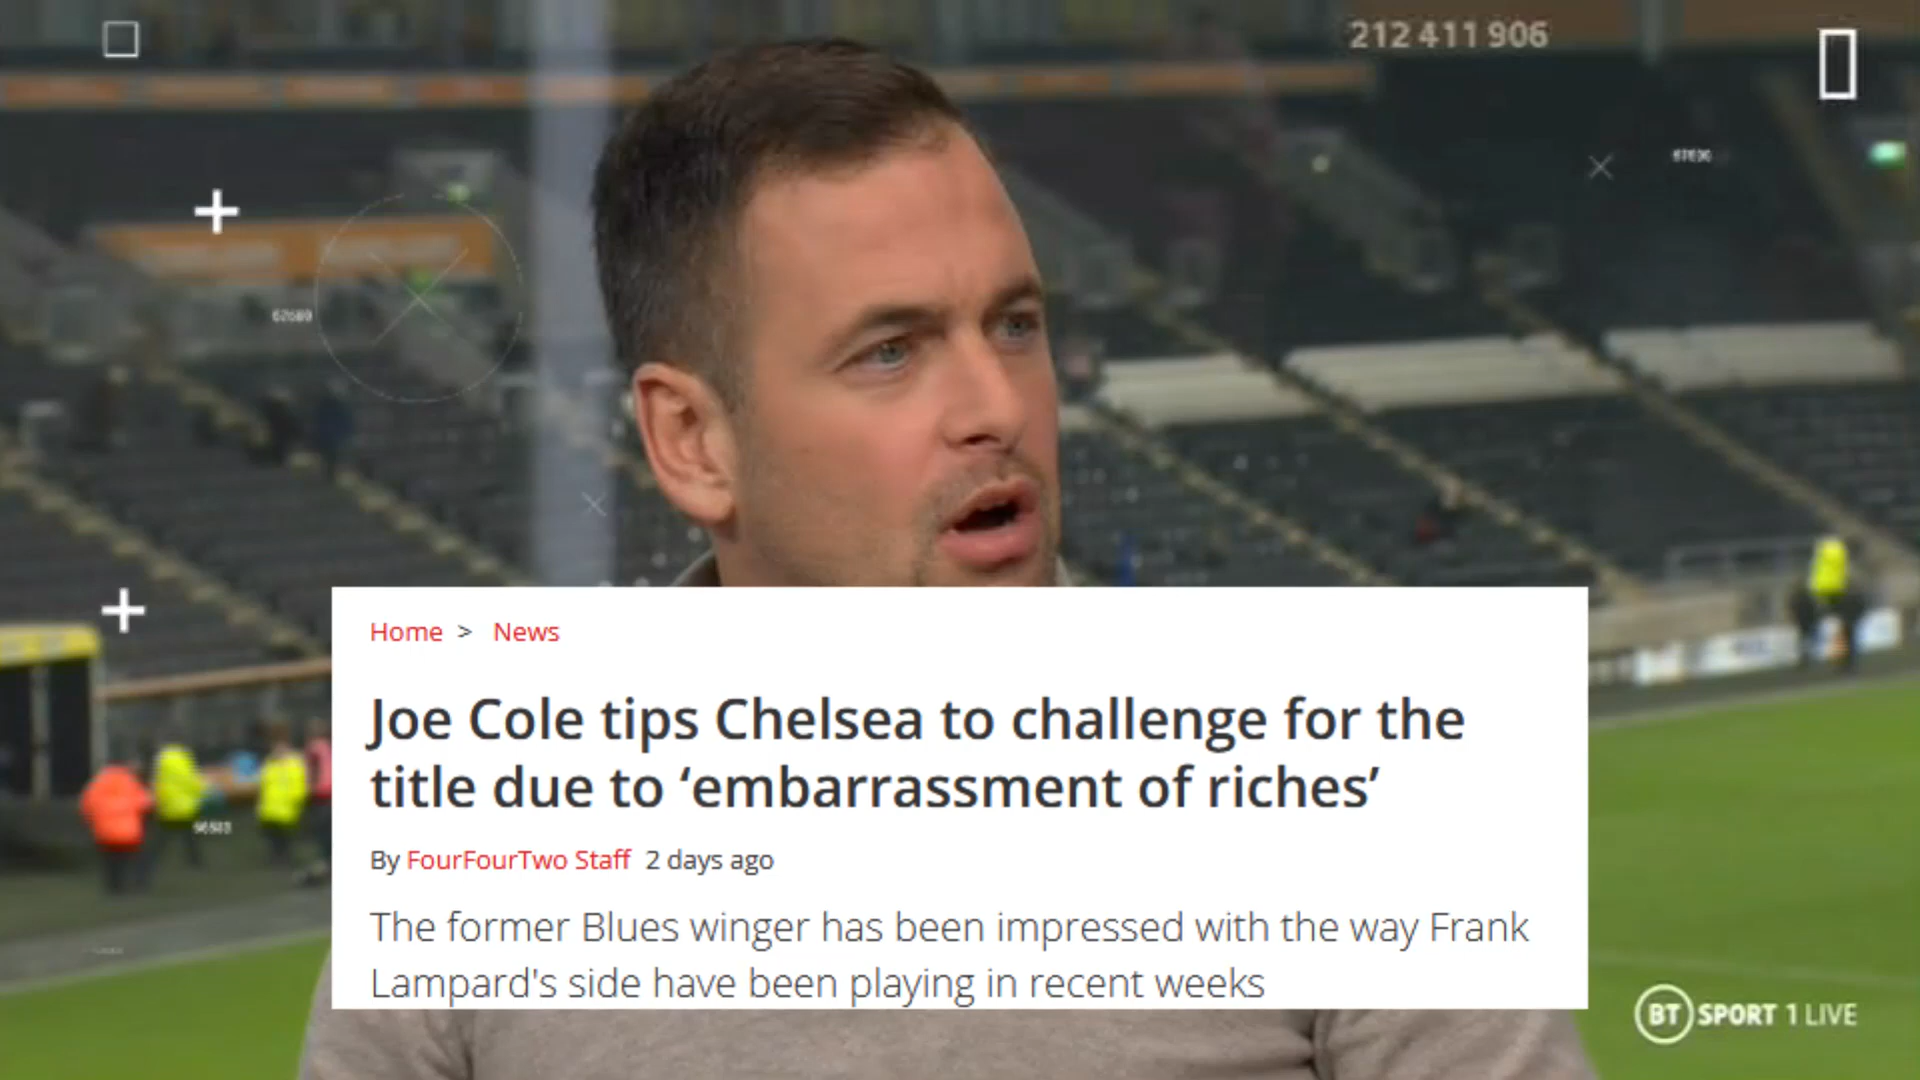 212 411 906
Home > News
Joe Cole tips Chelsea to challenge for the
title due to ‘embarrassment of riches’
By FourFourTwo Staff 2 days ago
The former Blues winger has been impressed with the way Frank
Lampard's side have been playing in recent weeks
BT SPORT 1 LIVE